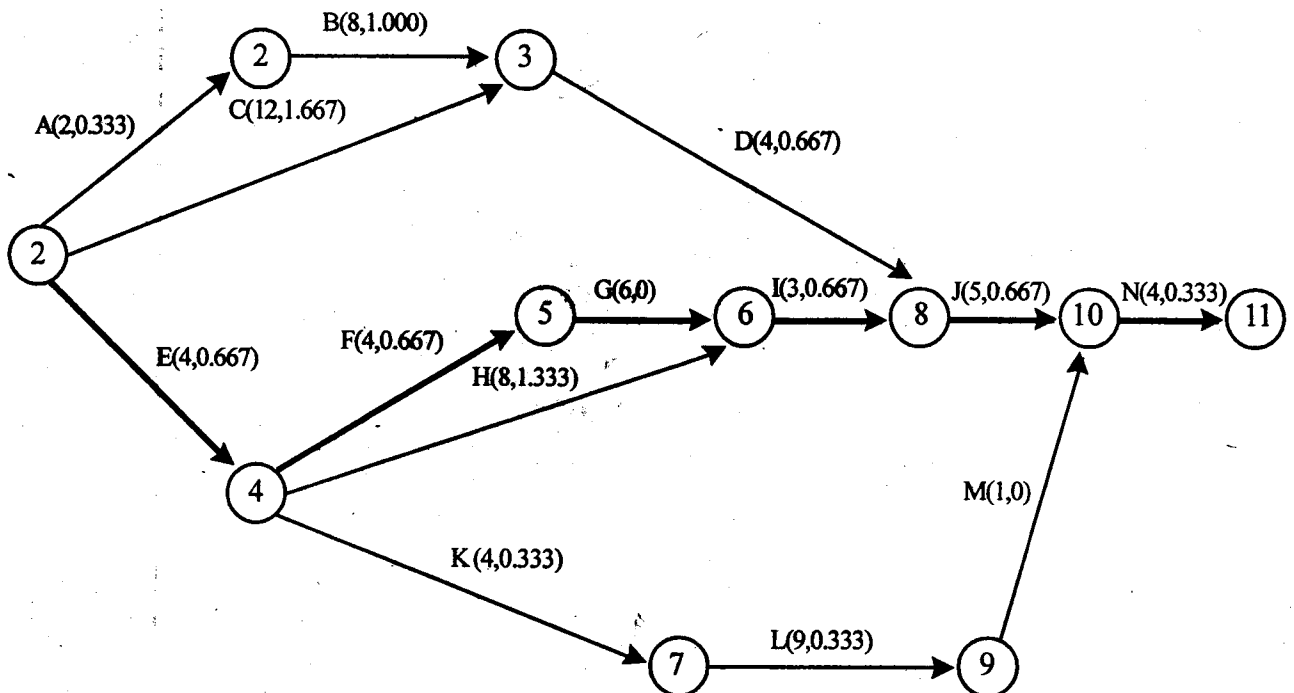 B(8,1.000)
2
3
A(2,0.333)
C(12,1.667)
D(4,0.667)
2
G(6,0)
I(3,0.667)
J(5,0.667)
N(4,0.333)
5
6
8
10
11
E(4,0.667)
F(4,0.667)
H(8,1.333)
4
M(1,0)
K (4,0.333)
L(9,0.333)
7
9